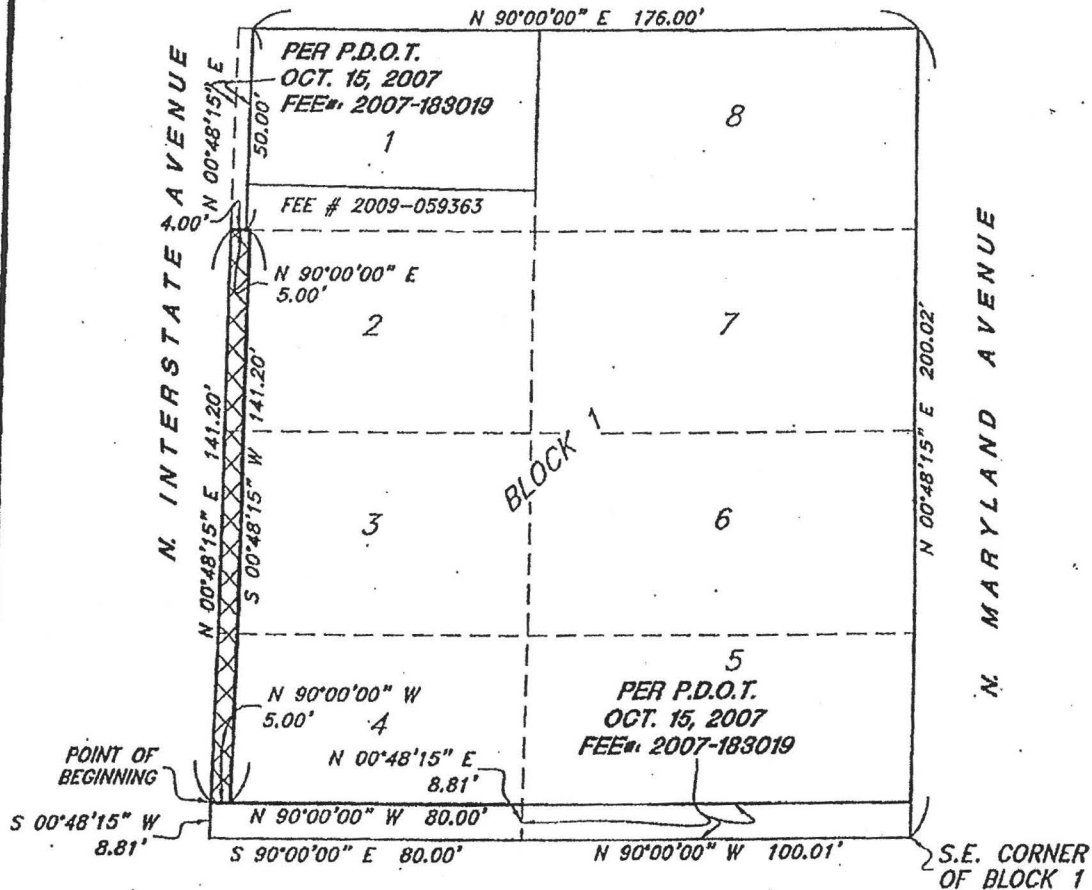 N 90°00'00" E 176.00'
N. INTERSTATE AVENUE
N 00°48'15" E
50.00'
PER P.D.O.T.
OCT. 15, 2007
FEE#: 2007-183019
1
8
FEE # 2009-059363
4.00'
N 90°00'00" E
5.00'
2
7
N 00°48'15" E 141.20'
S 00°48'15" W 141.20'
BLOCK 1
N 00°48'15" E 200.02'
N. MARYLAND AVENUE
3
6
5
N 90°00'00" W
5.00'
4
PER P.D.O.T.
OCT. 15, 2007
FEE#: 2007-183019
N 00°48'15" E
8.81'
POINT OF
BEGINNING
S 00°48'15" W
8.81'
N 90°00'00" W 80.00'
S 90°00'00" E 80.00'
N 90°00'00" W 100.01'
S.E. CORNER
OF BLOCK 1